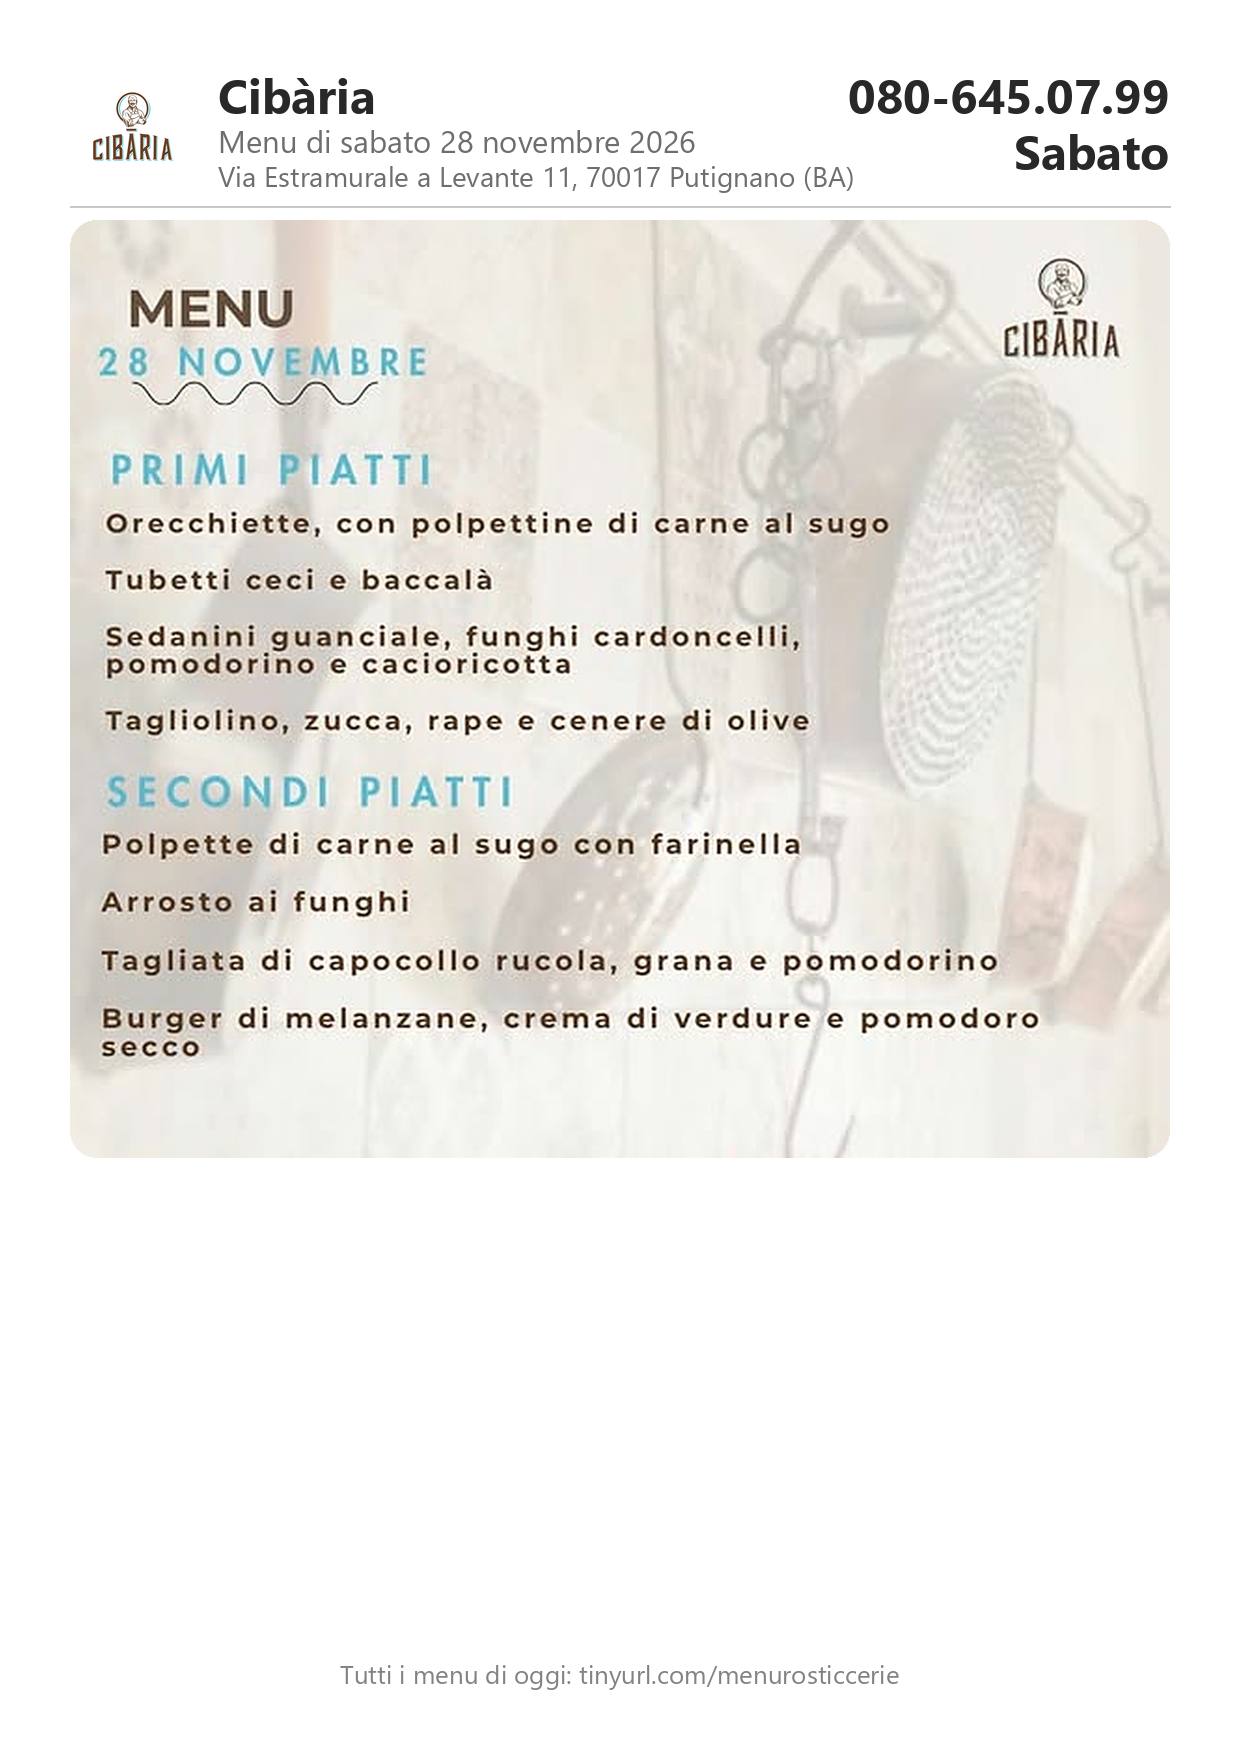 CIBĀRIA
Cibària
Menu di sabato 28 novembre 2026
Via Estramurale a Levante 11, 70017 Putignano (BA)
080-645.07.99
Sabato
MENU
28 NOVEMBRE
CIBĀRIA
PRIMI PIATTI
Orecchiette, con polpettine di carne al sugo
Tubetti ceci e baccalà
Sedanini guanciale, funghi cardoncelli,
pomodorino e cacioricotta
Tagliolino, zucca, rape e cenere di olive
SECONDI PIATTI
Polpette di carne al sugo con farinella
Arrosto ai funghi
Tagliata di capocollo rucola, grana e pomodorino
Burger di melanzane, crema di verdure e pomodoro
secco
Tutti i menu di oggi: tinyurl.com/menurosticcerie